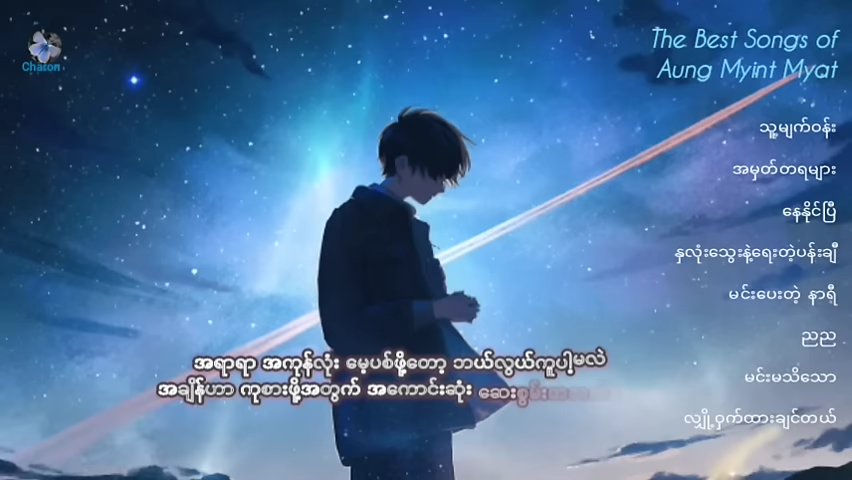 Charon
The Best Songs of
Aung Myint Myat
သူ့မျက်ဝန်း
အမှတ်တရများ
နေနိုင်ပြီ
နှလုံးသွေးနဲ့ရေးတဲ့ပန်းချီ
မင်းပေးတဲ့ နာရီ
ညည
မင်းမသိသော
လျှို့ဝှက်ထားချင်တယ်
အရာရာ အကုန်လုံး မေ့ပစ်ဖို့တော့ ဘယ်လွယ်ကူပါ့မလဲ
အချိန်ဟာ ကုစားဖို့အတွက် အကောင်းဆုံး ဆေးစွမ်း